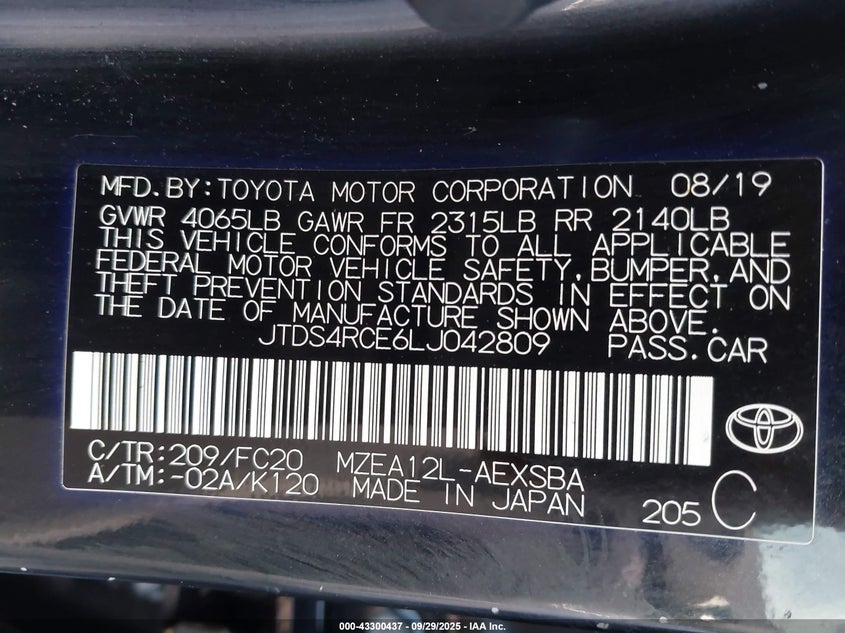 MFD.BY:TOYOTA MOTOR CORPORATION 08/19
GVWR 4065LB GAWR FR 2315LB RR 2140LB
THIS VEHICLE CONFORMS TO ALL APPLICABLE
FEDERAL MOTOR VEHICLE SAFETY,BUMPER,AND
THEFT PREVENTION STANDARDS IN EFFECT ON
THE DATE OF MANUFACTURE SHOWN ABOVE.
JTDS4RCE6LJ042809 PASS.CAR
C/TR:209/FC20 MZEA12L-AEXSBA
A/TM:-02A/K120 MADE IN JAPAN
205 C
000-43300437 - 09/29/2025 - IAA Inc.